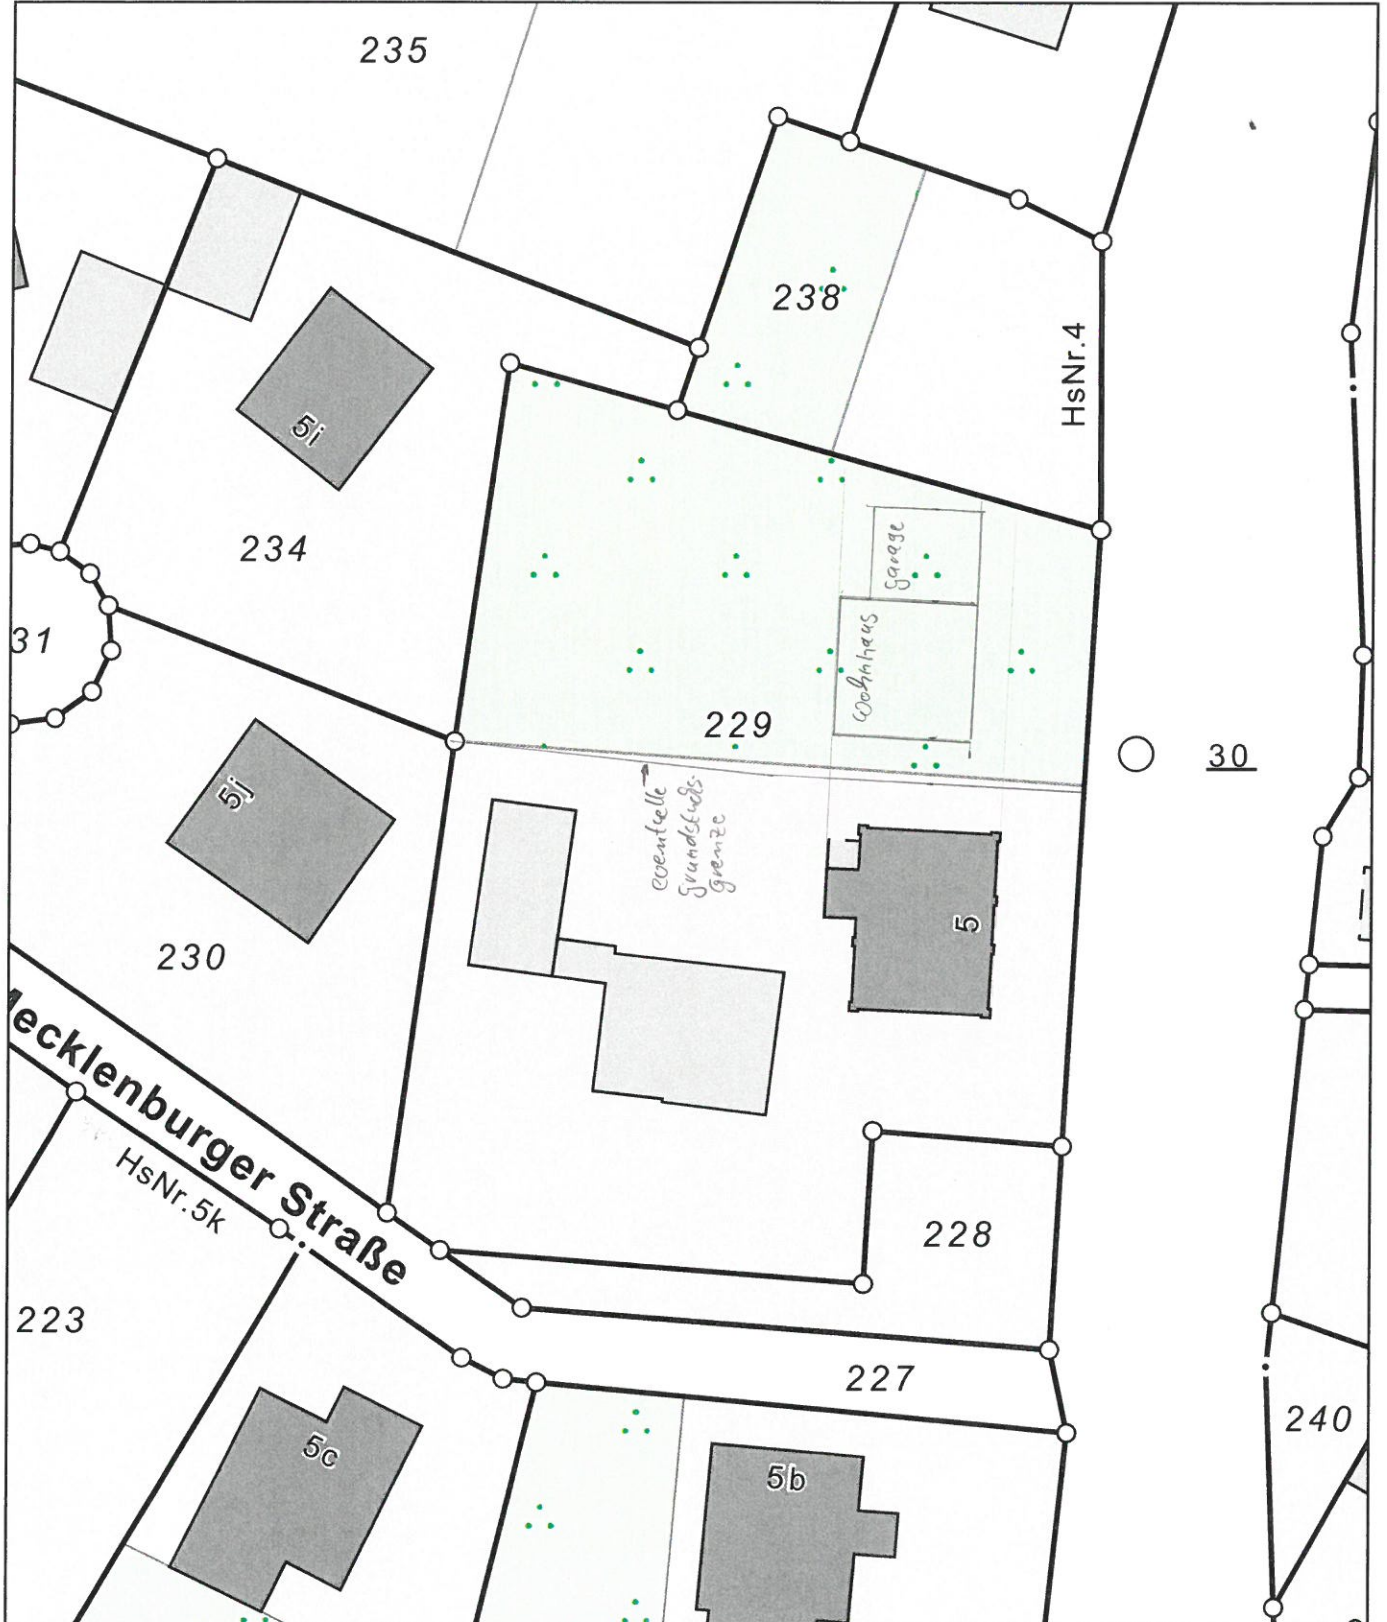 235
238
HsNr.4
5i
234
31
garage
wohnhaus
229
30
5j
eventuelle
grundstücks-
grenze
5
230
Mecklenburger Straße
HsNr.5k
228
223
227
240
5c
5b